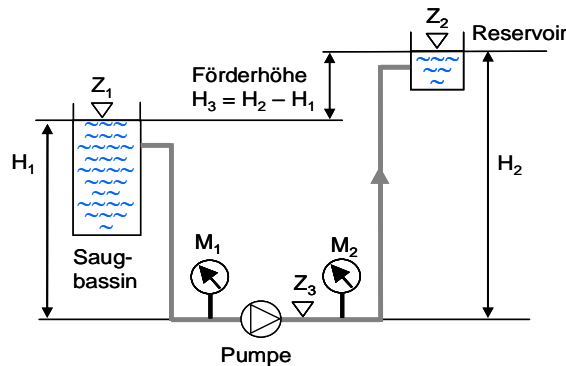 Z₂
Reservoir
Förderhöhe
H₃ = H₂ – H₁
Z₁
H₁
H₂
Saug-
bassin
M₁
M₂
Z₃
Pumpe